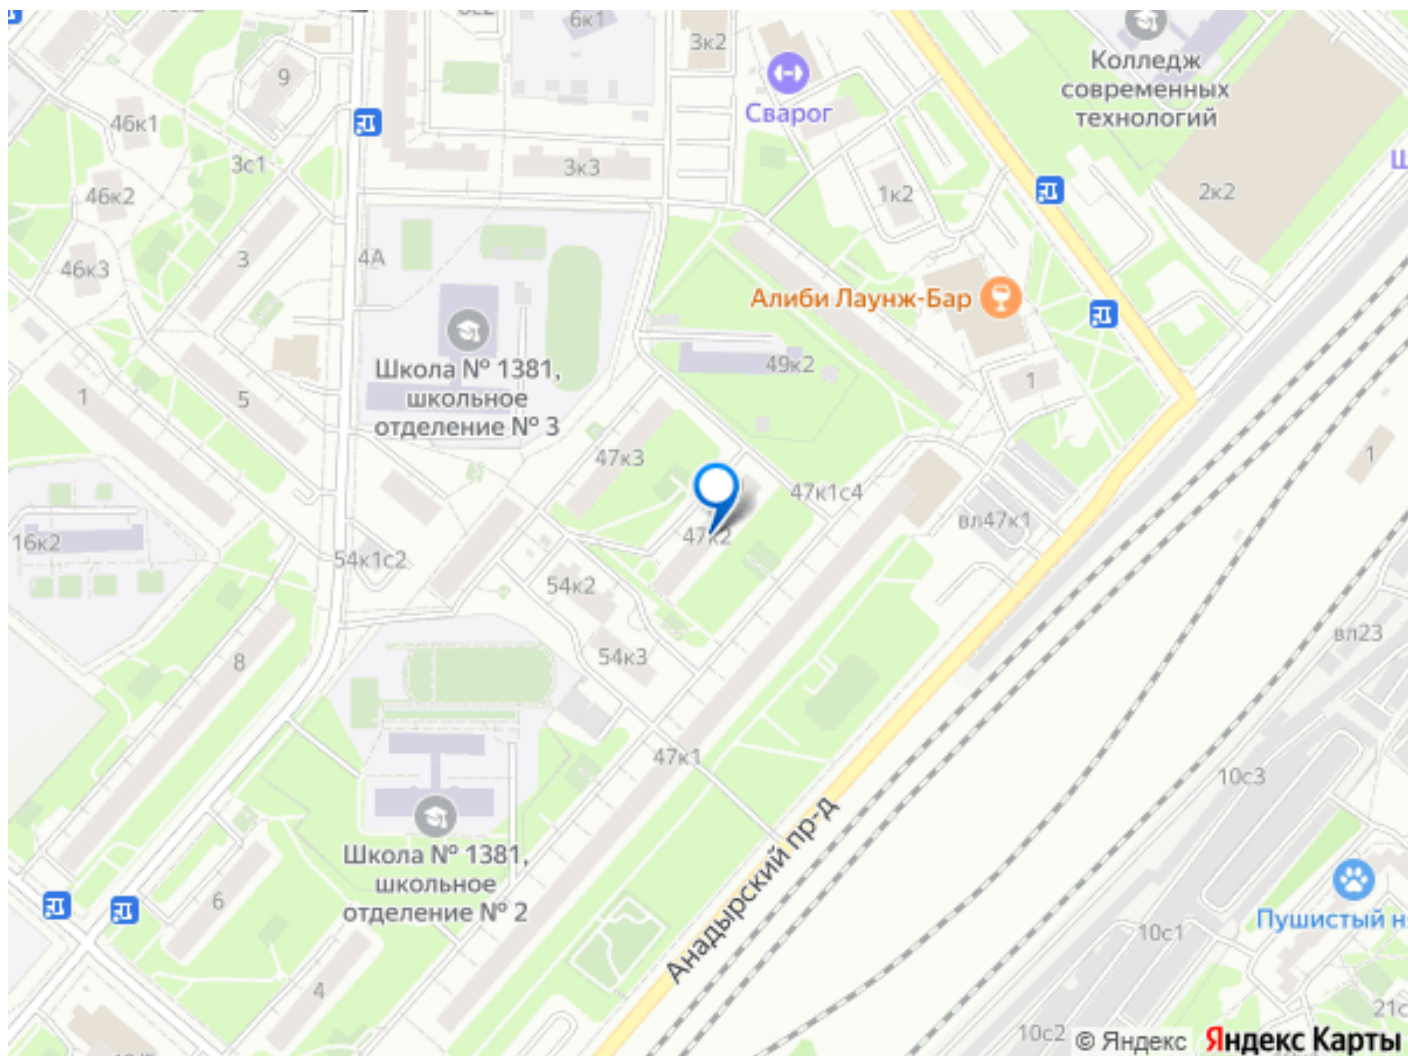 6к1
3к2
Колледж
современных
технологий
9
Сварог
46к1
3с1
3к3
1к2
2к2
46к2
3
4А
46к3
Алиби Лаунж-Бар
Школа № 1381,
школьное
отделение № 3
49к2
1
1
5
47к3
47к1с4
1
вл47к1
16к2
54к1с2
47к2
54к2
вл23
8
54к3
47к1
10с3
Анадырский пр-д
Школа № 1381,
школьное
отделение № 2
6
Пушистый н
10с1
4
21с
10с2
© Яндекс
Яндекс Карты